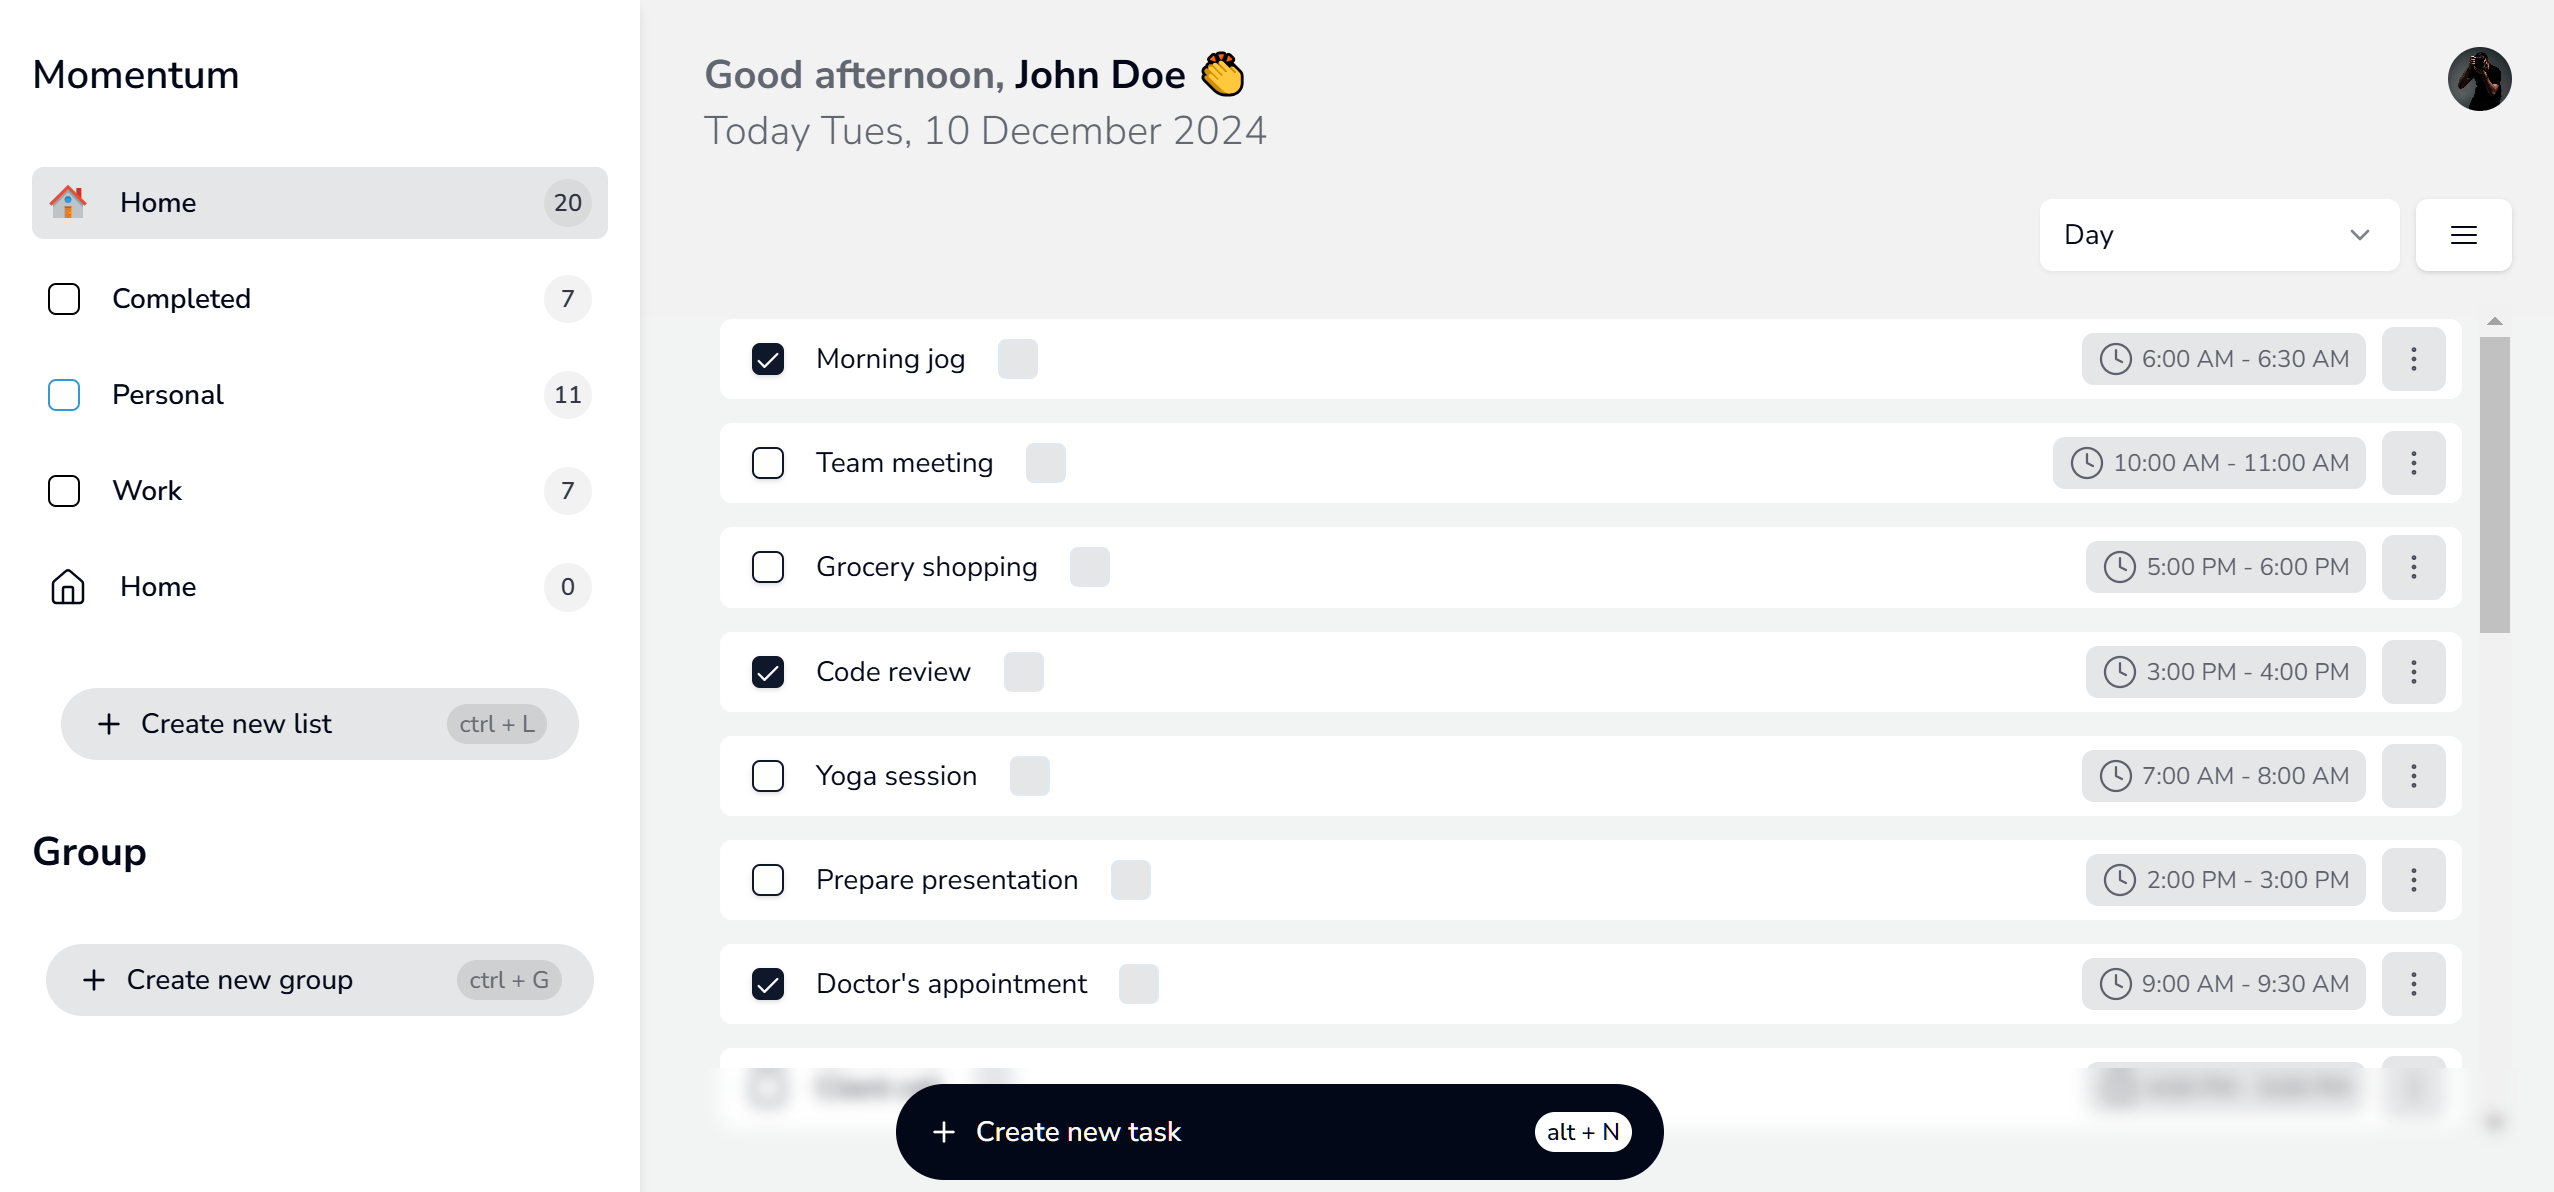 Momentum
Home 20
Completed 7
Personal 11
Work 7
Home 0
Create new list ctrl + L
Group
Create new group ctrl + G
Good afternoon, John Doe 👏
Today Tues, 10 December 2024
Day
Morning jog 6:00 AM - 6:30 AM
Team meeting 10:00 AM - 11:00 AM
Grocery shopping 5:00 PM - 6:00 PM
Code review 3:00 PM - 4:00 PM
Yoga session 7:00 AM - 8:00 AM
Prepare presentation 2:00 PM - 3:00 PM
Doctor's appointment 9:00 AM - 9:30 AM
Create new task alt + N